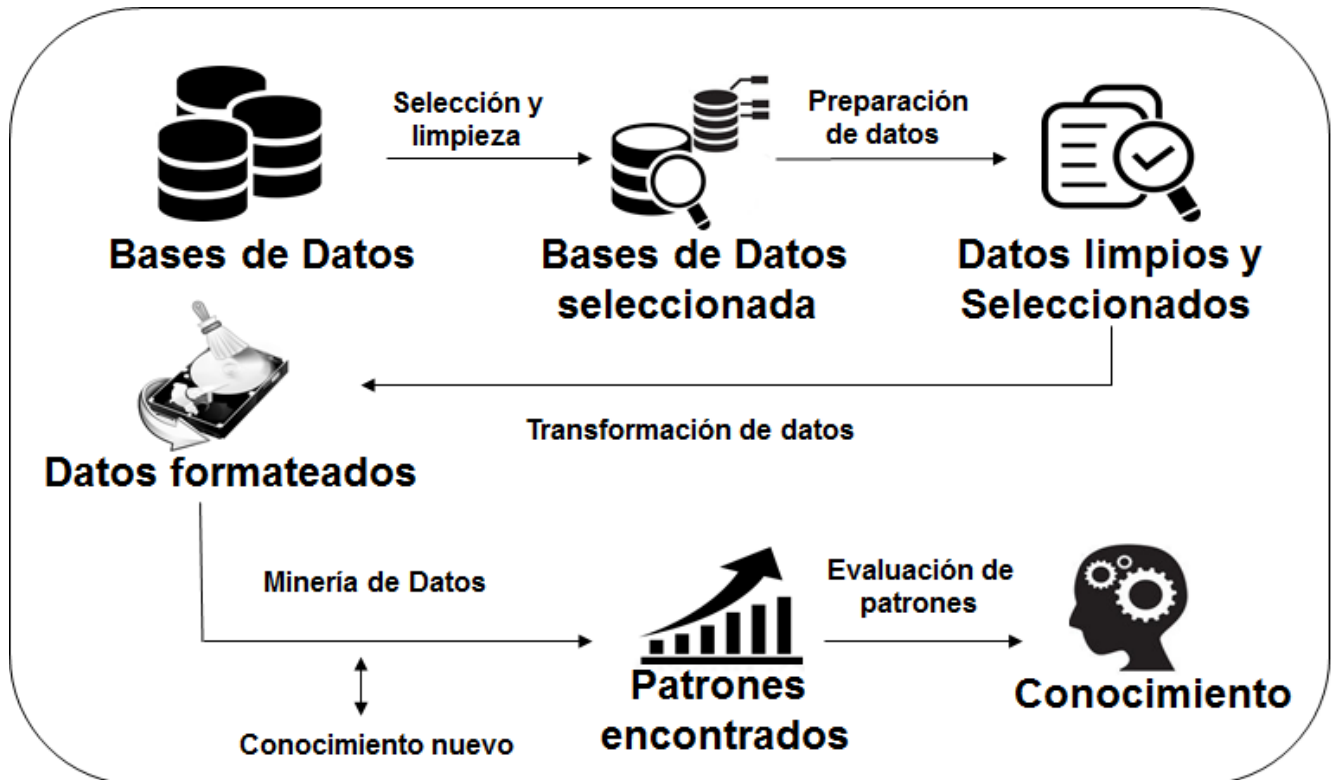 Selección y
limpieza
Preparación
de datos
Bases de Datos
Bases de Datos
seleccionada
Datos limpios y
Seleccionados
Transformación de datos
Datos formateados
Minería de Datos
Evaluación de
patrones
Patrones
encontrados
Conocimiento
Conocimiento nuevo